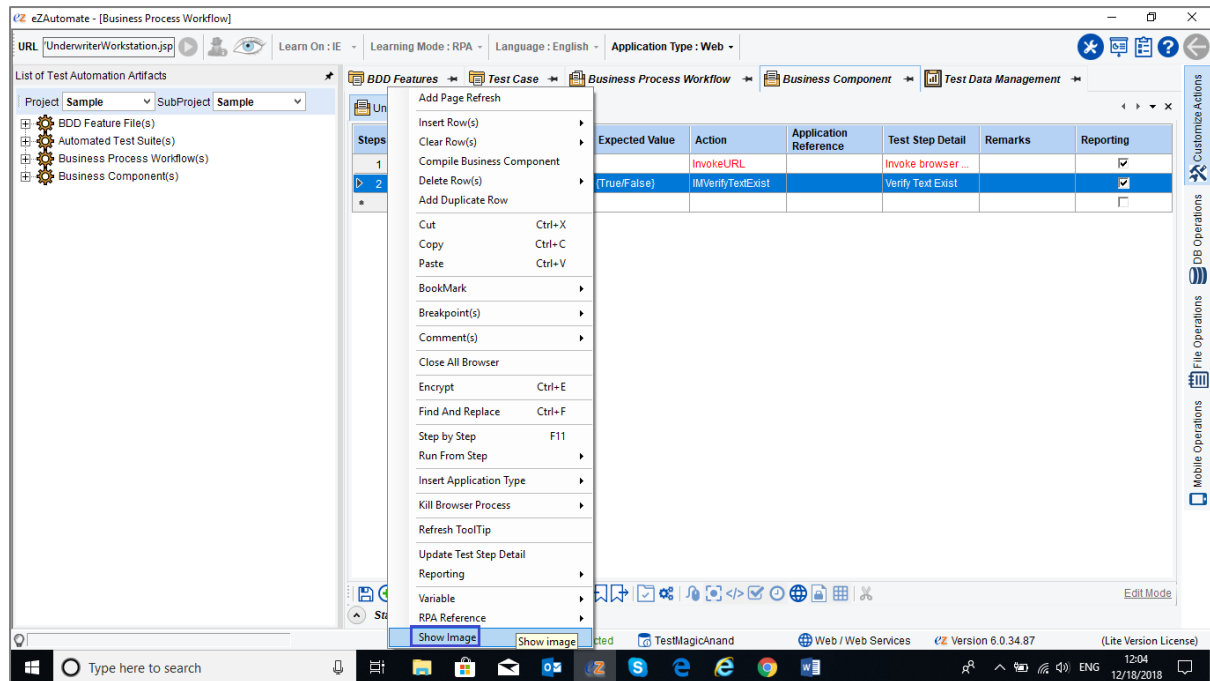 eZ eZAutomate - [Business Process Workflow]
URL 'UnderwriterWorkstation.jsp Learn On : IE Learning Mode : RPA Language : English Application Type : Web
List of Test Automation Artifacts
Project Sample SubProject Sample
BDD Feature File(s)
Automated Test Suite(s)
Business Process Workflow(s)
Business Component(s)
BDD Features Test Case Business Process Workflow Business Component Test Data Management
Un
Steps Expected Value Action Application Reference Test Step Detail Remarks Reporting
1 InvokeURL Invoke browser ...
2 {True/False} IMVerifyTextExist Verify Text Exist
Add Page Refresh
Insert Row(s)
Clear Row(s)
Compile Business Component
Delete Row(s)
Add Duplicate Row
Cut Ctrl+X
Copy Ctrl+C
Paste Ctrl+V
BookMark
Breakpoint(s)
Comment(s)
Close All Browser
Encrypt Ctrl+E
Find And Replace Ctrl+F
Step by Step F11
Run From Step
Insert Application Type
Kill Browser Process
Refresh ToolTip
Update Test Step Detail
Reporting
Variable
RPA Reference
Show Image
Show image
Customize Actions
DB Operations
File Operations
Mobile Operations
Edit Mode
Sta
cted TestMagicAnand Web / Web Services eZ Version 6.0.34.87 (Lite Version License)
Type here to search
ENG
12:04
12/18/2018